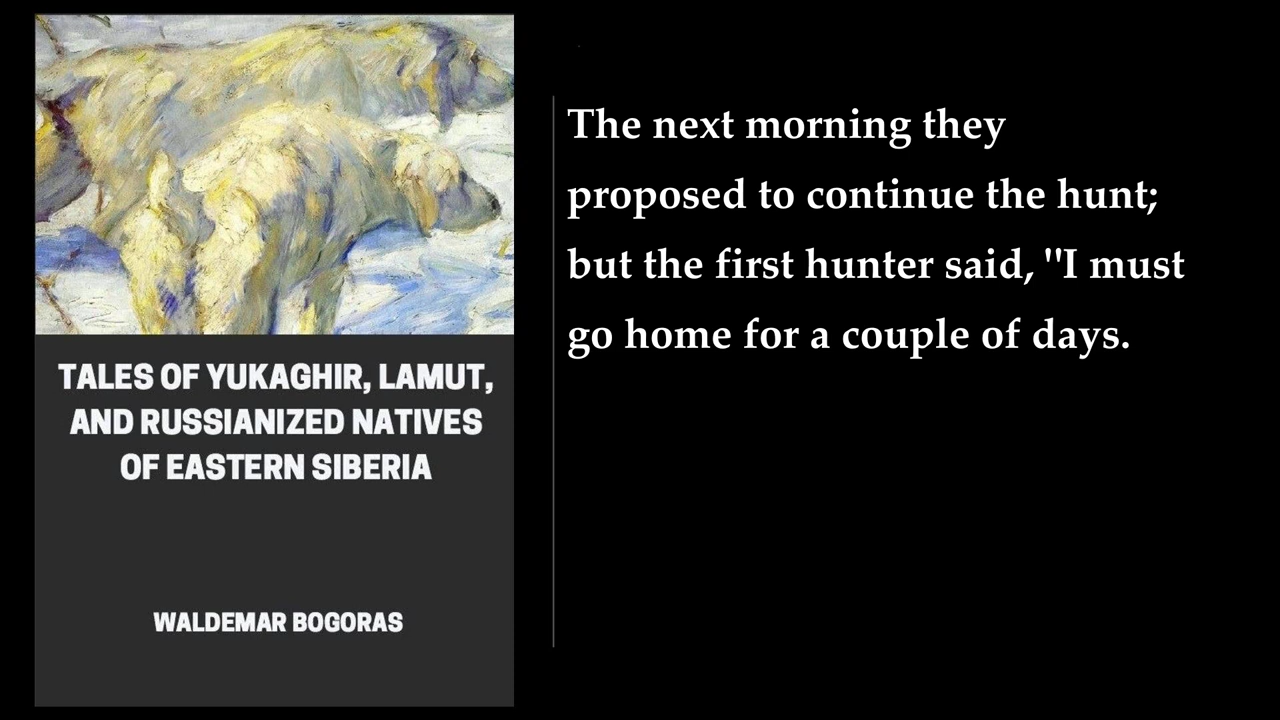 TALES OF YUKAGHIR, LAMUT,
AND RUSSIANIZED NATIVES
OF EASTERN SIBERIA
WALDEMAR BOGORAS
The next morning they
proposed to continue the hunt;
but the first hunter said, "I must
go home for a couple of days.